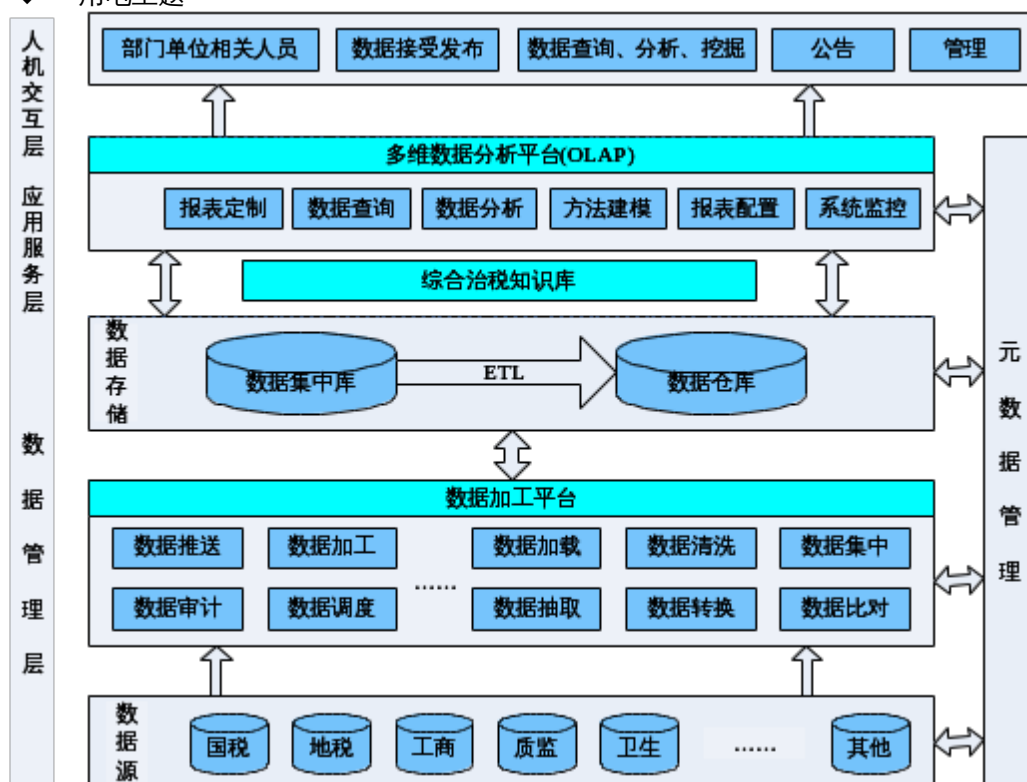 用地主题
人机交互层
部门单位相关人员 数据接受发布 数据查询、分析、挖掘 公告 管理
应用服务层
多维数据分析平台(OLAP)
报表定制 数据查询 数据分析 方法建模 报表配置 系统监控
综合治税知识库
数据管理层
数据存储
数据集中库 ETL 数据仓库
数据加工平台
数据推送 数据加工 …… 数据加载 数据清洗 数据集中
数据审计 数据调度 数据抽取 数据转换 数据比对
数据源
国税 地税 工商 质监 卫生 …… 其他
元数据管理